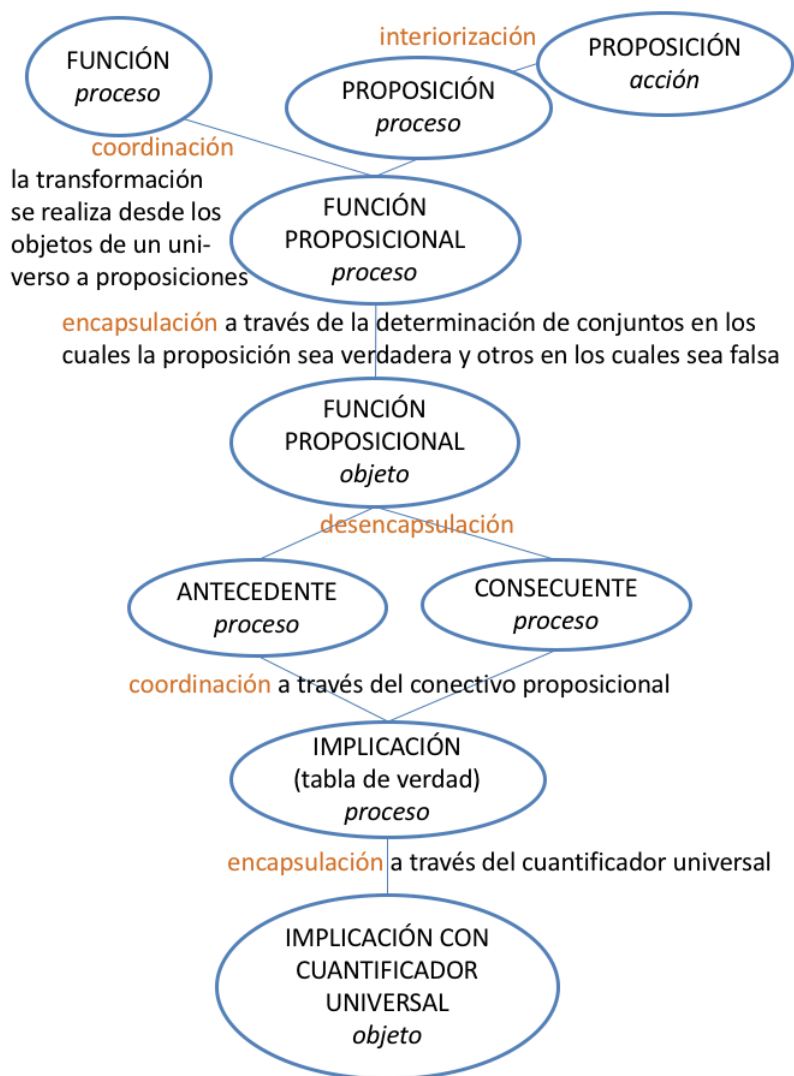 FUNCIÓN
proceso
interiorización
PROPOSICIÓN
acción
PROPOSICIÓN
proceso
coordinación
la transformación
se realiza desde los
objetos de un uni-
verso a proposiciones
FUNCIÓN
PROPOSICIONAL
proceso
encapsulación a través de la determinación de conjuntos en los
cuales la proposición sea verdadera y otros en los cuales sea falsa
FUNCIÓN
PROPOSICIONAL
objeto
desencapsulación
ANTECEDENTE
proceso
CONSECUENTE
proceso
coordinación a través del conectivo proposicional
IMPLICACIÓN
(tabla de verdad)
proceso
encapsulación a través del cuantificador universal
IMPLICACIÓN CON
CUANTIFICADOR
UNIVERSAL
objeto